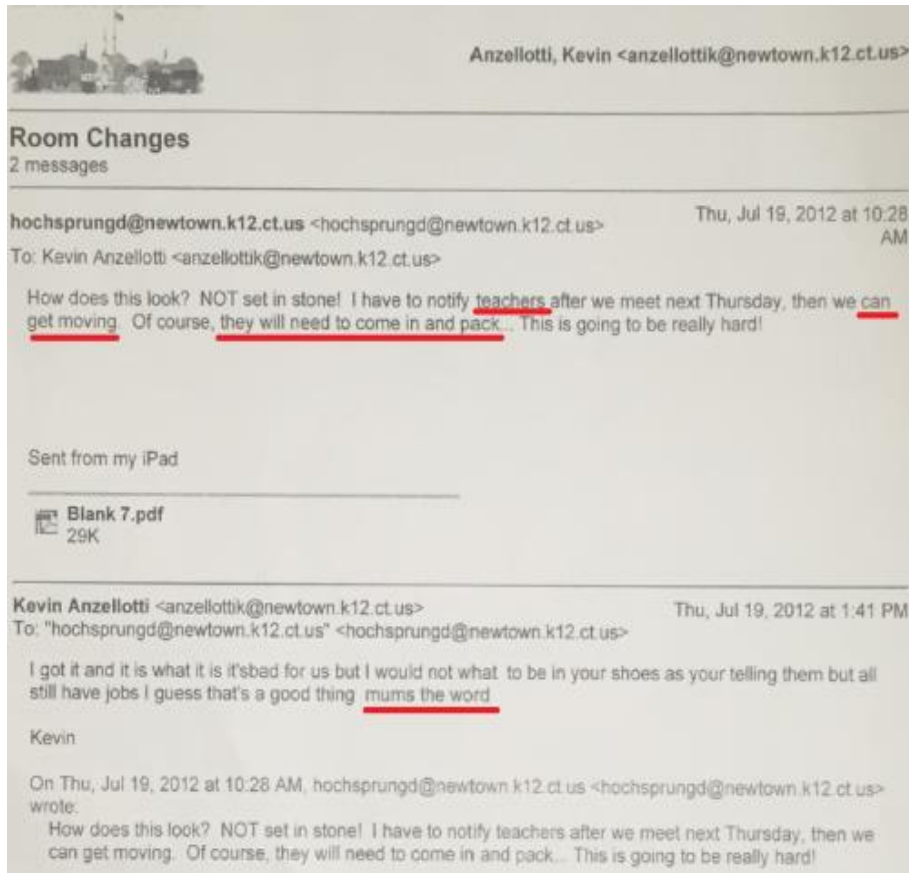 Anzellotti, Kevin <anzellottik@newtown.k12.ct.us>
Room Changes
2 messages
hochsprungd@newtown.k12.ct.us <hochsprungd@newtown.k12.ct.us>
Thu, Jul 19, 2012 at 10:28
AM
To: Kevin Anzellotti <anzellottik@newtown.k12.ct.us>
How does this look? NOT set in stone! I have to notify teachers after we meet next Thursday, then we can
get moving. Of course, they will need to come in and pack... This is going to be really hard!
Sent from my iPad
Blank 7.pdf
29K
Kevin Anzellotti <anzellottik@newtown.k12.ct.us>
Thu, Jul 19, 2012 at 1:41 PM
To: "hochsprungd@newtown.k12.ct.us" <hochsprungd@newtown.k12.ct.us>
I got it and it is what it is it'sbad for us but I would not what to be in your shoes as your telling them but all
still have jobs I guess that's a good thing mums the word
Kevin
On Thu, Jul 19, 2012 at 10:28 AM, hochsprungd@newtown.k12.ct.us <hochsprungd@newtown.k12.ct.us>
wrote:
How does this look? NOT set in stone! I have to notify teachers after we meet next Thursday, then we
can get moving. Of course, they will need to come in and pack... This is going to be really hard!